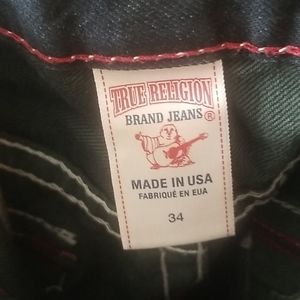 TRUE RELIGION
BRAND JEANS®
MADE IN USA
FABRIQUÉ EN EUA
34